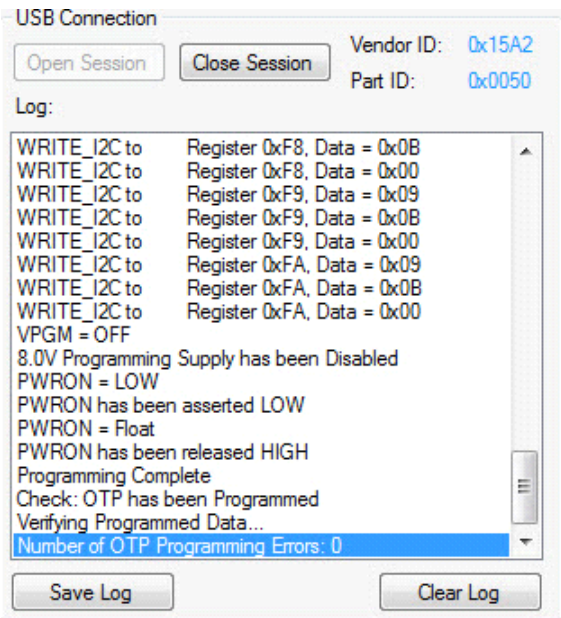 USB Connection
Open Session Close Session Vendor ID: 0x15A2
Part ID: 0x0050
Log:
WRITE_I2C to Register 0xF8, Data = 0x0B
WRITE_I2C to Register 0xF8, Data = 0x00
WRITE_I2C to Register 0xF9, Data = 0x09
WRITE_I2C to Register 0xF9, Data = 0x0B
WRITE_I2C to Register 0xF9, Data = 0x00
WRITE_I2C to Register 0xFA, Data = 0x09
WRITE_I2C to Register 0xFA, Data = 0x0B
WRITE_I2C to Register 0xFA, Data = 0x00
VPGM = OFF
8.0V Programming Supply has been Disabled
PWRON = LOW
PWRON has been asserted LOW
PWRON = Float
PWRON has been released HIGH
Programming Complete
Check: OTP has been Programmed
Verifying Programmed Data...
Number of OTP Programming Errors: 0
Save Log Clear Log